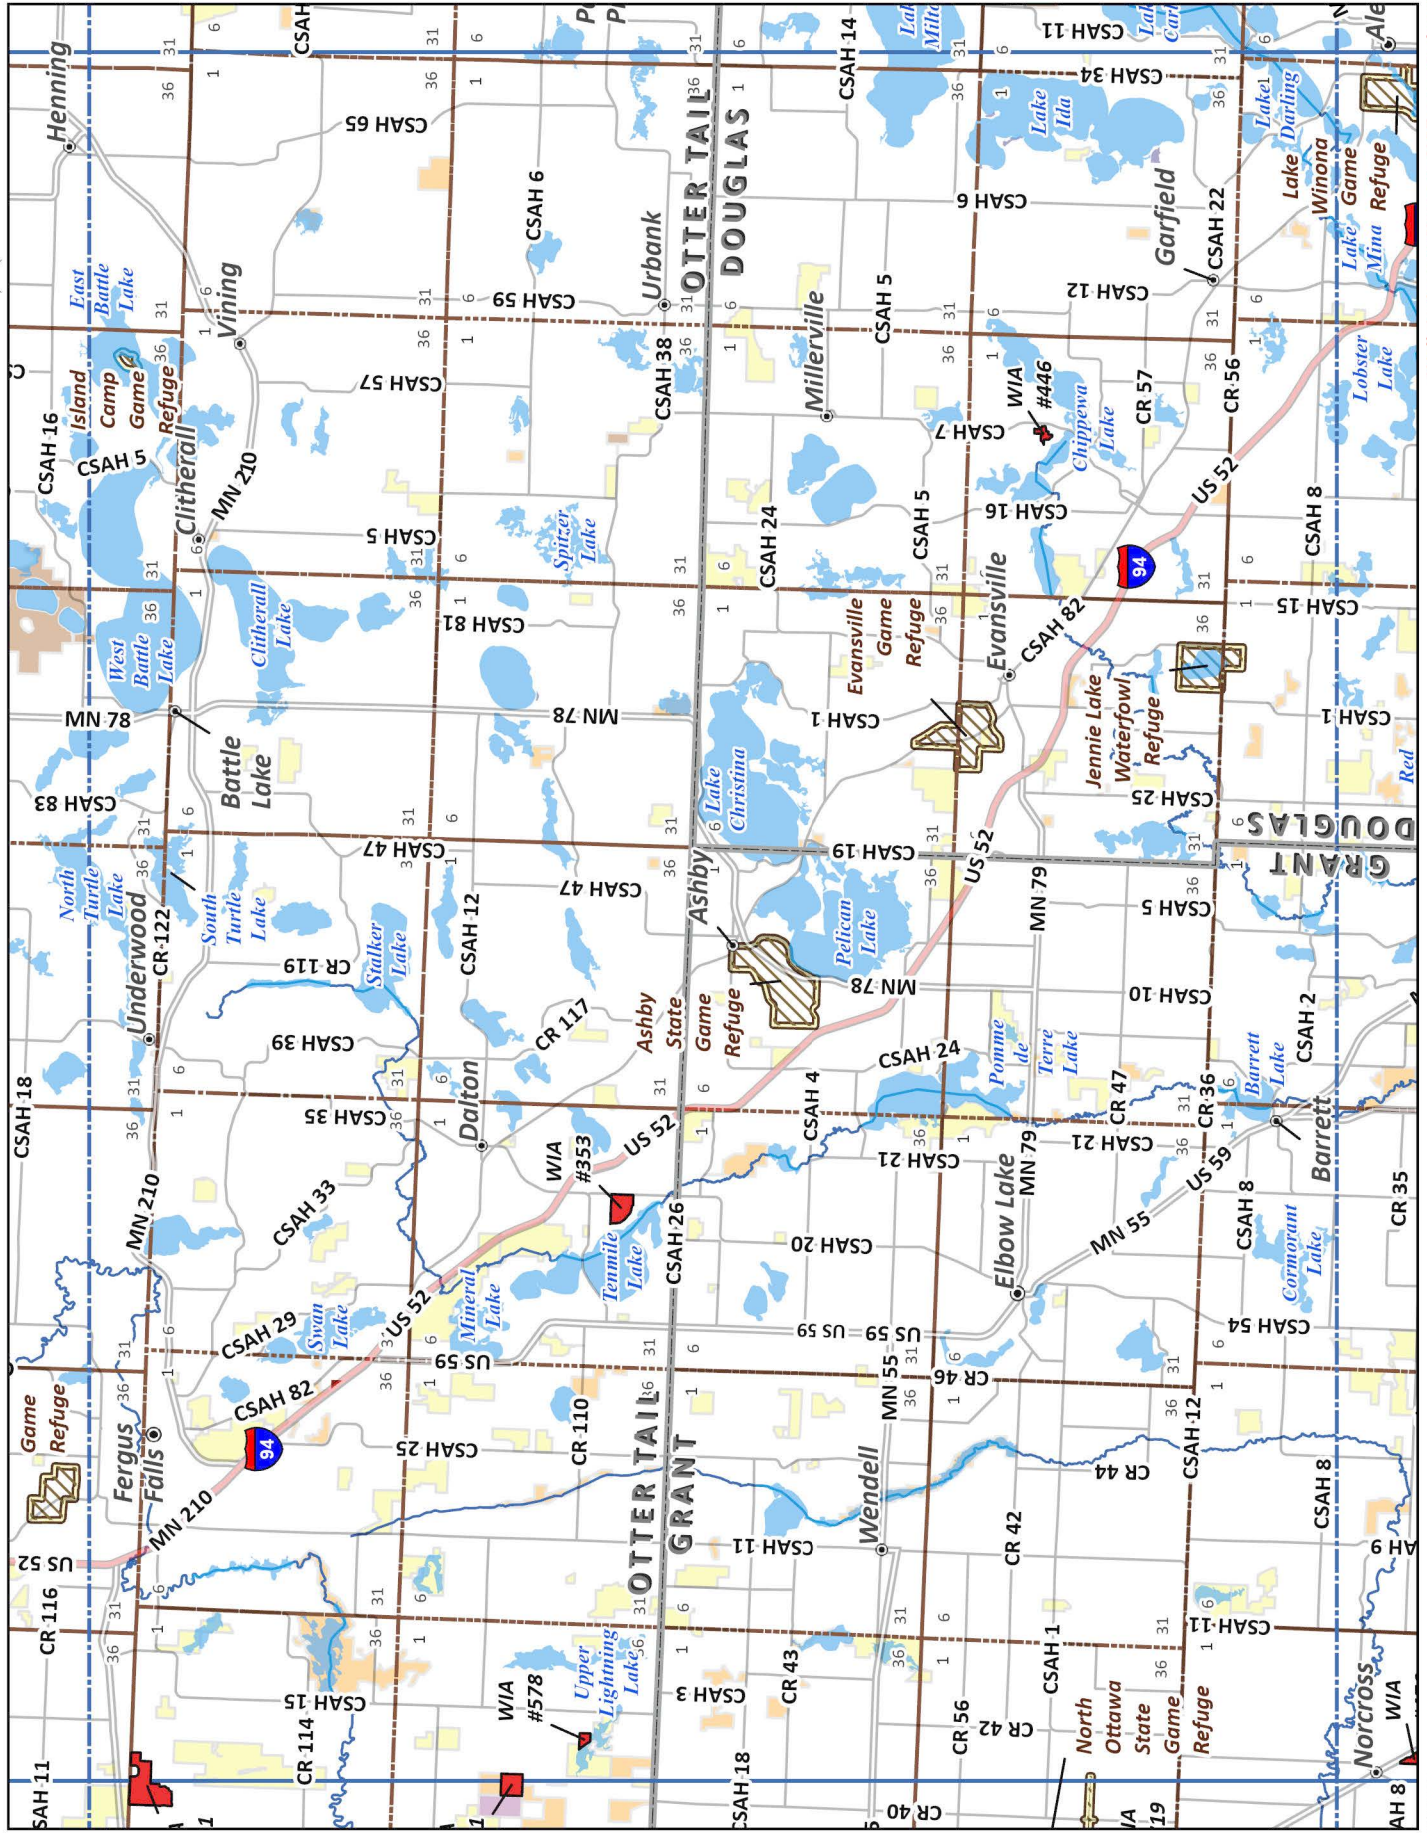 Henning
East
Battle
Lake
Island
Camp
Game
Refuge
CSAH 16
CSAH 5
Vining
Clitherall
MN 210
West
Battle
Lake
Clitherall
Lake
MN 78
Battle
Lake
CSAH 83
North
Turtle
Lake
South
Turtle
Lake
Underwood
CR 122
CSAH 18
CR 119
Stalker
Lake
CSAH 39
CSAH 35
MN 210
CSAH 33
CSAH 29
Swan
Lake
US 52
CSAH 82
94
Game
Refuge
Fergus
Falls
MN 210
US 52
CR 116
CSAH 15
CR 114
CSAH 65
CSAH 6
CSAH 59
CSAH 57
CSAH 5
CSAH 81
Spitzer
Lake
Urbank
CSAH 38
MN 78
CSAH 47
CSAH 47
CSAH 12
CR 117
Dalton
WIA
#353
US 52
Tenmile
Lake
Mineral
Lake
US 59
CSAH 26
CR 110
CSAH 25
WIA
#578
Upper
Lightning
Lake
OTTER TAIL
DOUGLAS
OTTER TAIL
GRANT
CSAH 14
Lake
Ida
CSAH 11
CSAH 34
CSAH 6
Garfield
CSAH 22
CSAH 12
Millerville
CSAH 5
CSAH 24
CSAH 5
CSAH 7
WIA
#446
Chippewa
Lake
CR 57
CR 56
CSAH 16
US 52
94
Evansville
Game
Refuge
Evansville
CSAH 82
CSAH 1
Lake
Christina
Jennie Lake
Waterfowl
Refuge
CSAH 25
CSAH 19
US 52
Ashby
Ashby
State
Game
Refuge
Pelican
Lake
MN 78
MN 79
CSAH 5
CSAH 10
CSAH 24
Pomme
de
Terre
Lake
CR 47
CR 36
CSAH 4
CSAH 21
CSAH 21
MN 79
Elbow Lake
US 59
MN 55
CSAH 20
US 59
US 59
MN 55
CR 46
Wendell
CSAH 11
CR 44
CR 42
CSAH 12
CSAH 3
CR 43
CSAH 18
CR 56
CR 42
CSAH 1
CR 40
North
Ottawa
State
Game
Refuge
Lake
Darling
Lake
Winona
Game
Refuge
Lake
Mina
Lobster
Lake
CSAH 8
CSAH 15
CSAH 1
Red
DOUGLAS
GRANT
CSAH 2
Barrett
Lake
Barrett
CSAH 8
Cormorant
Lake
CR 35
CSAH 54
CSAH 8
CSAH 11
Norcross
WIA